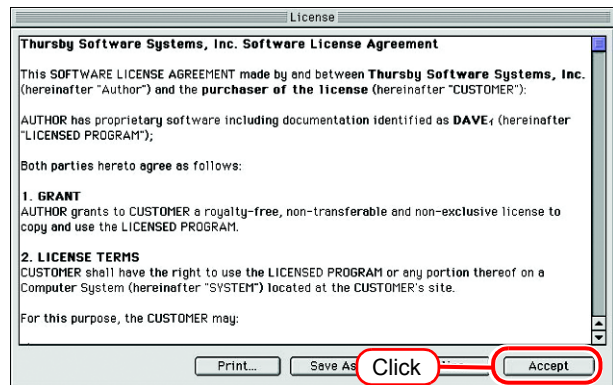 License
Thursby Software Systems, Inc. Software License Agreement
This SOFTWARE LICENSE AGREEMENT made by and between Thursby Software Systems, Inc.
(hereinafter "Author") and the purchaser of the license (hereinafter "CUSTOMER"):
AUTHOR has proprietary software including documentation identified as DAVE, (hereinafter
"LICENSED PROGRAM");
Both parties hereto agree as follows:
1. GRANT
AUTHOR grants to CUSTOMER a royalty-free, non-transferable and non-exclusive license to
copy and use the LICENSED PROGRAM.
2. LICENSE TERMS
CUSTOMER shall have the right to use the LICENSED PROGRAM or any portion thereof on a
Computer System (hereinafter "SYSTEM") located at the CUSTOMER's site.
For this purpose, the CUSTOMER may:
Print... Save As Click Accept